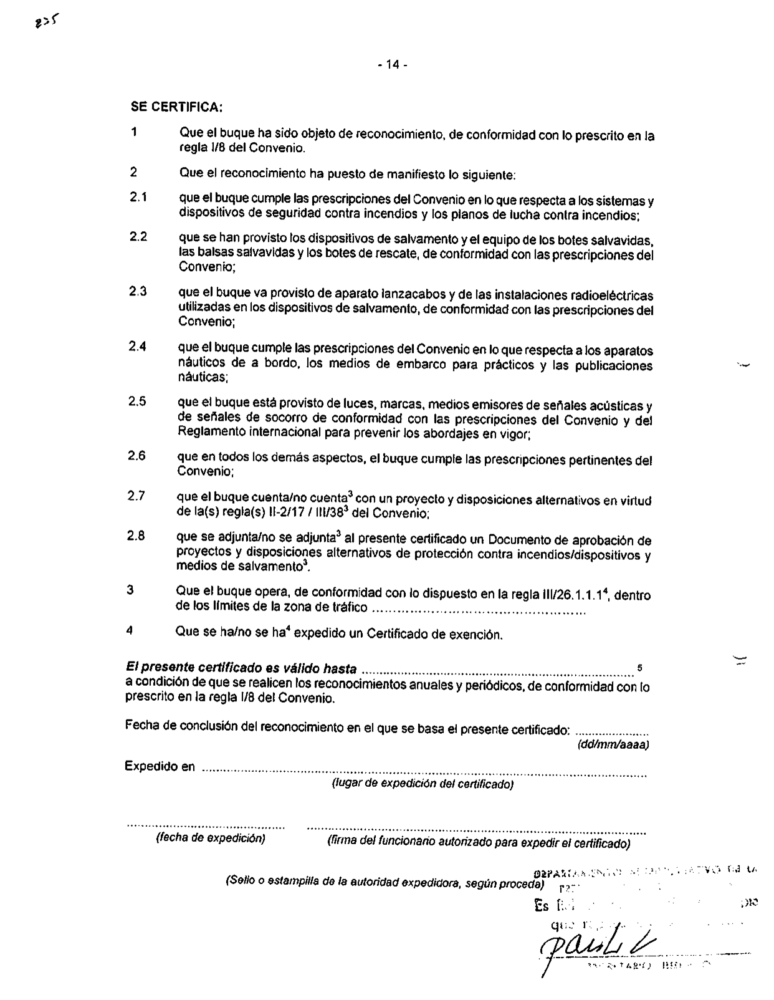 225
- 14 -
SE CERTIFICA:
1 Que el buque ha sido objeto de reconocimiento, de conformidad con lo prescrito en la
regla I/8 del Convenio.
2 Que el reconocimiento ha puesto de manifiesto lo siguiente:
2.1 que el buque cumple las prescripciones del Convenio en lo que respecta a los sistemas y
dispositivos de seguridad contra incendios y los planos de lucha contra incendios;
2.2 que se han provisto los dispositivos de salvamento y el equipo de los botes salvavidas,
las balsas salvavidas y los botes de rescate, de conformidad con las prescripciones del
Convenio;
2.3 que el buque va provisto de aparato lanzacabos y de las instalaciones radioeléctricas
utilizadas en los dispositivos de salvamento, de conformidad con las prescripciones del
Convenio;
2.4 que el buque cumple las prescripciones del Convenio en lo que respecta a los aparatos
náuticos de a bordo, los medios de embarco para prácticos y las publicaciones
náuticas;
2.5 que el buque está provisto de luces, marcas, medios emisores de señales acústicas y
de señales de socorro de conformidad con las prescripciones del Convenio y del
Reglamento internacional para prevenir los abordajes en vigor;
2.6 que en todos los demás aspectos, el buque cumple las prescripciones pertinentes del
Convenio;
2.7 que el buque cuenta/no cuenta³ con un proyecto y disposiciones alternativos en virtud
de la(s) regla(s) II-2/17 / III/38³ del Convenio;
2.8 que se adjunta/no se adjunta³ al presente certificado un Documento de aprobación de
proyectos y disposiciones alternativos de protección contra incendios/dispositivos y
medios de salvamento³.
3 Que el buque opera, de conformidad con lo dispuesto en la regla III/26.1.1.1⁴, dentro
de los límites de la zona de tráfico ....................................................
4 Que se ha/no se ha⁴ expedido un Certificado de exención.
El presente certificado es válido hasta .................................................................... ⁵
a condición de que se realicen los reconocimientos anuales y periódicos, de conformidad con lo
prescrito en la regla I/8 del Convenio.
Fecha de conclusión del reconocimiento en el que se basa el presente certificado: ....................
(dd/mm/aaaa)
Expedido en ....................................................................................................
(lugar de expedición del certificado)
........................................ ....................................................................................
(fecha de expedición) (firma del funcionario autorizado para expedir el certificado)
(Sello o estampilla de la autoridad expedidora, según proceda)
Es
que